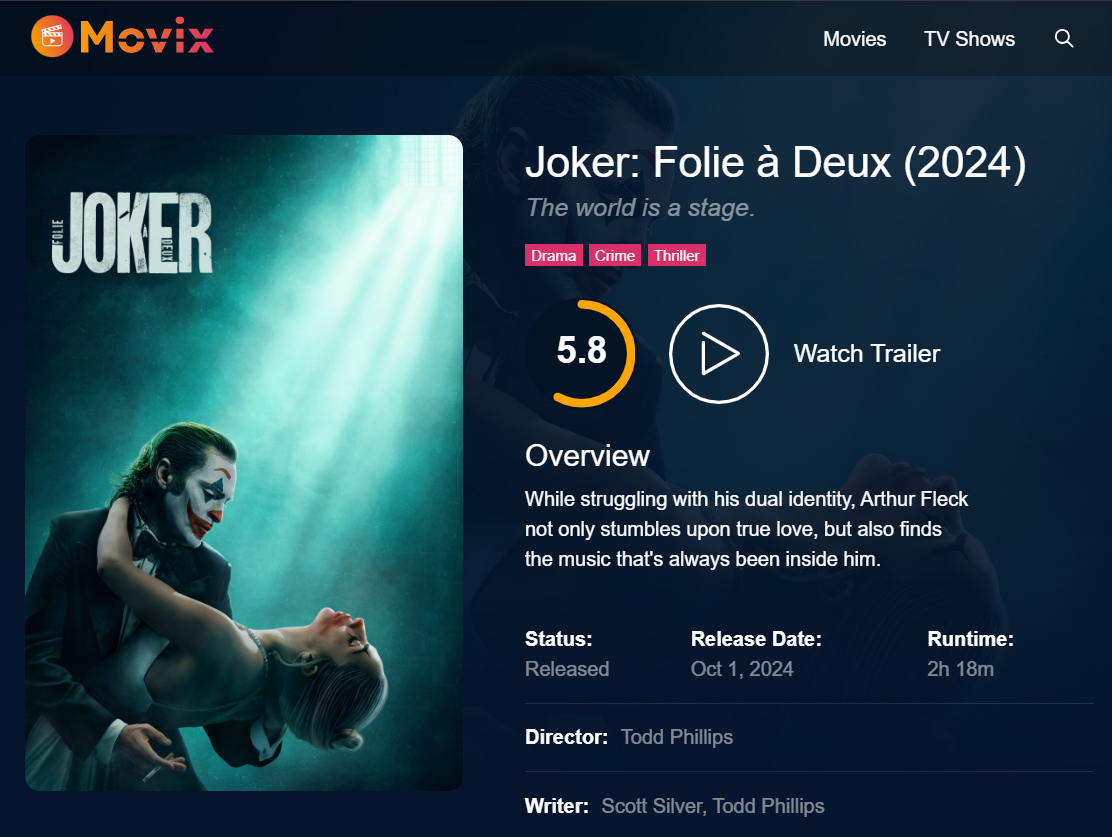 Movix
Movies
TV Shows
FOLIE
JOKER
À
DEUX
Joker: Folie à Deux (2024)
The world is a stage.
Drama
Crime
Thriller
5.8
Watch Trailer
Overview
While struggling with his dual identity, Arthur Fleck
not only stumbles upon true love, but also finds
the music that's always been inside him.
Status:
Released
Release Date:
Oct 1, 2024
Runtime:
2h 18m
Director: Todd Phillips
Writer: Scott Silver, Todd Phillips